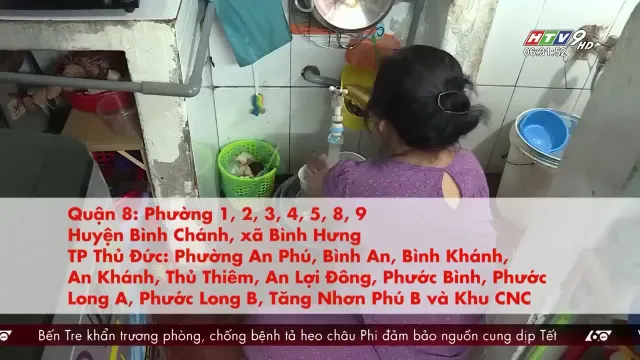 HTV9 HD
06:31:52
Quận 8: Phường 1, 2, 3, 4, 5, 8, 9
Huyện Bình Chánh, xã Bình Hưng
TP Thủ Đức: Phường An Phú, Bình An, Bình Khánh,
An Khánh, Thủ Thiêm, An Lợi Đông, Phước Bình, Phước
Long A, Phước Long B, Tăng Nhơn Phú B và Khu CNC
Bến Tre khẩn trương phòng, chống bệnh tả heo châu Phi đảm bảo nguồn cung dịp Tết